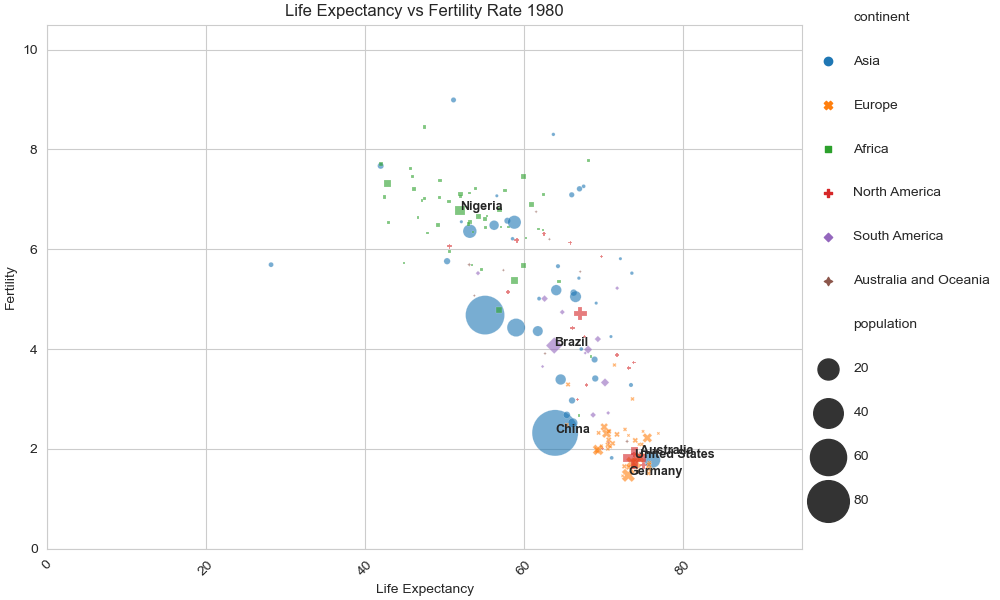 Life Expectancy vs Fertility Rate 1980
continent
Asia
Europe
Africa
North America
South America
Australia and Oceania
population
20
40
60
80
Fertility
10
8
6
4
2
0
Nigeria
Brazil
China
Australia
United States
Germany
0
20
40
60
80
Life Expectancy